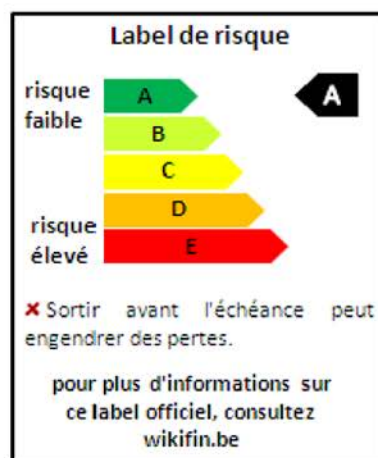 Label de risque
risque
faible
A
A
B
C
D
risque
élevé
E
✘ Sortir avant l'échéance peut
engendrer des pertes.
pour plus d'informations sur
ce label officiel, consultez
wikifin.be